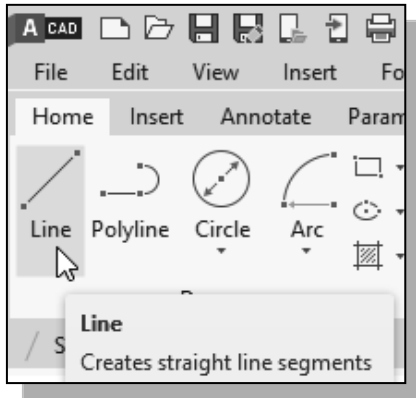 A CAD
File Edit View Insert Fo
Home Insert Annotate Param
Line Polyline Circle Arc
Line
S
Creates straight line segments